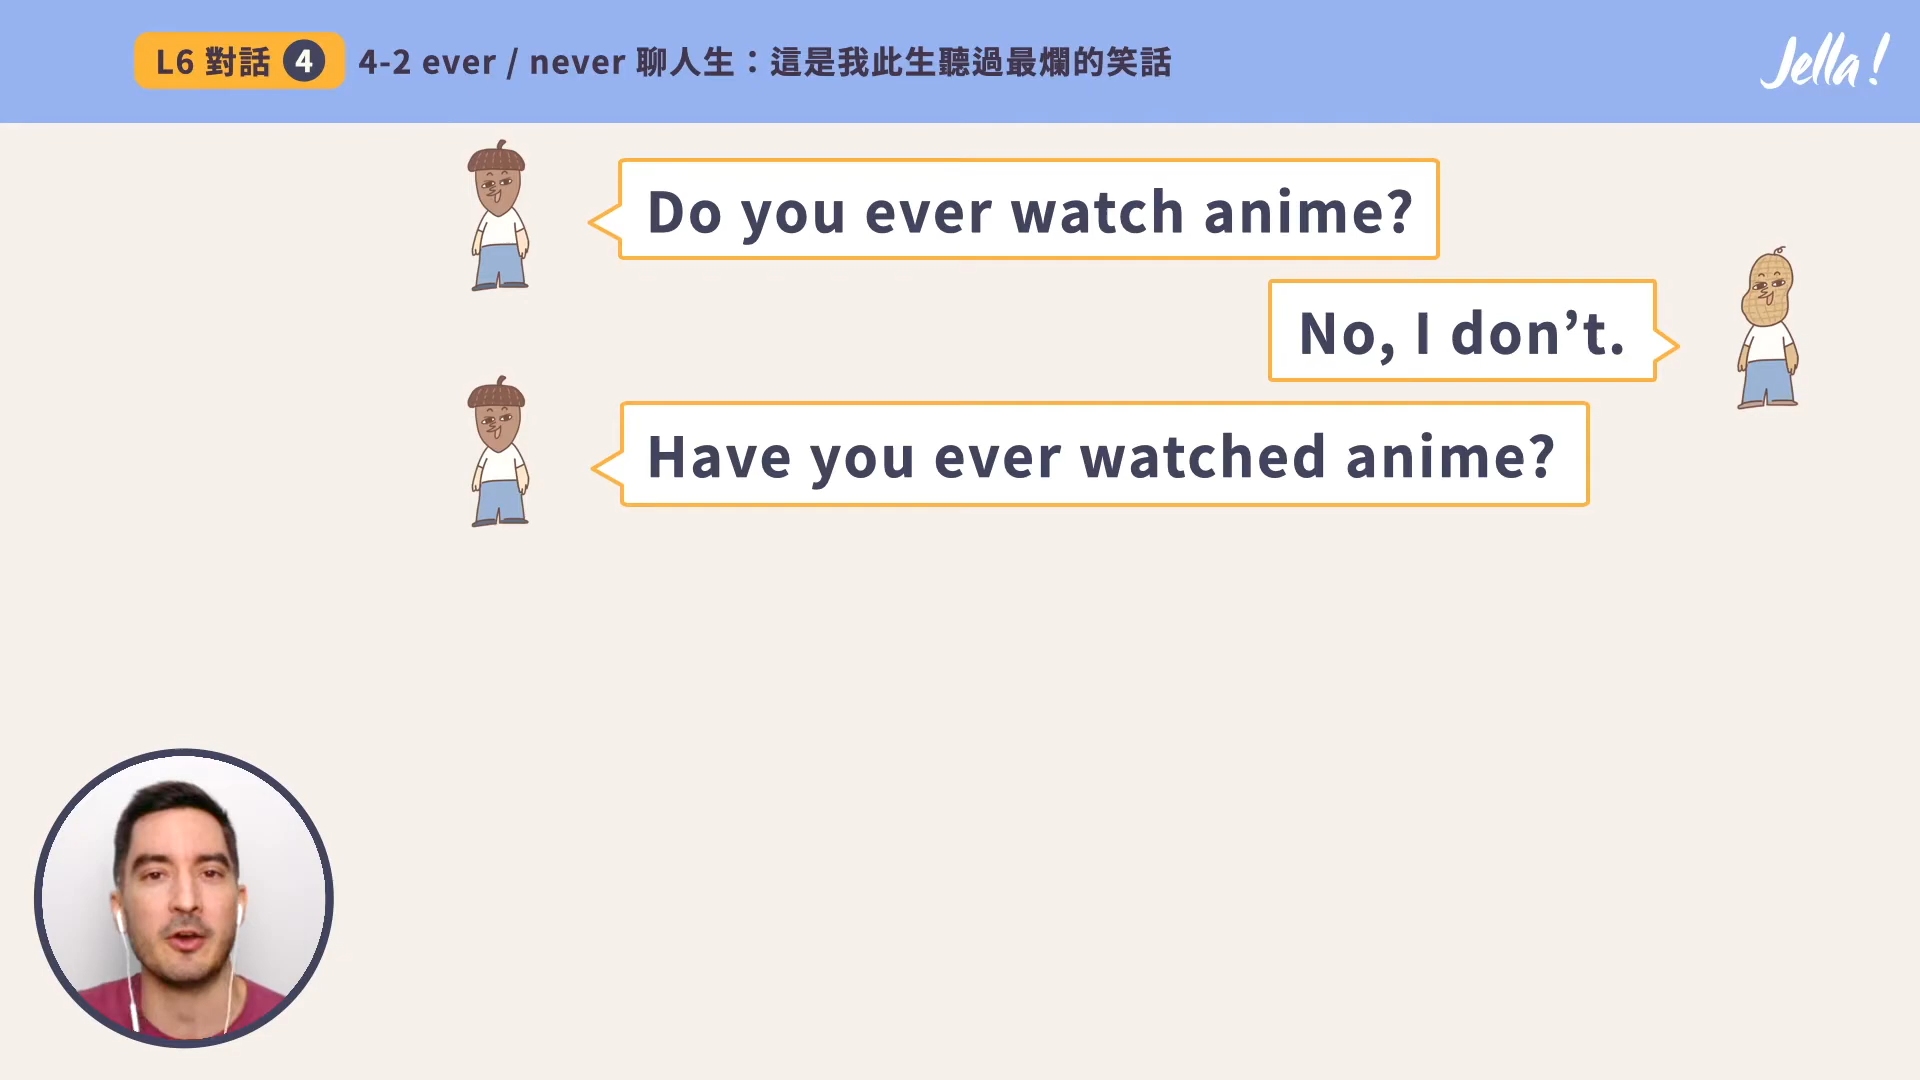 L6 對話 4 4-2 ever / never 聊人生：這是我此生聽過最爛的笑話
Jella!
Do you ever watch anime?
No, I don’t.
Have you ever watched anime?